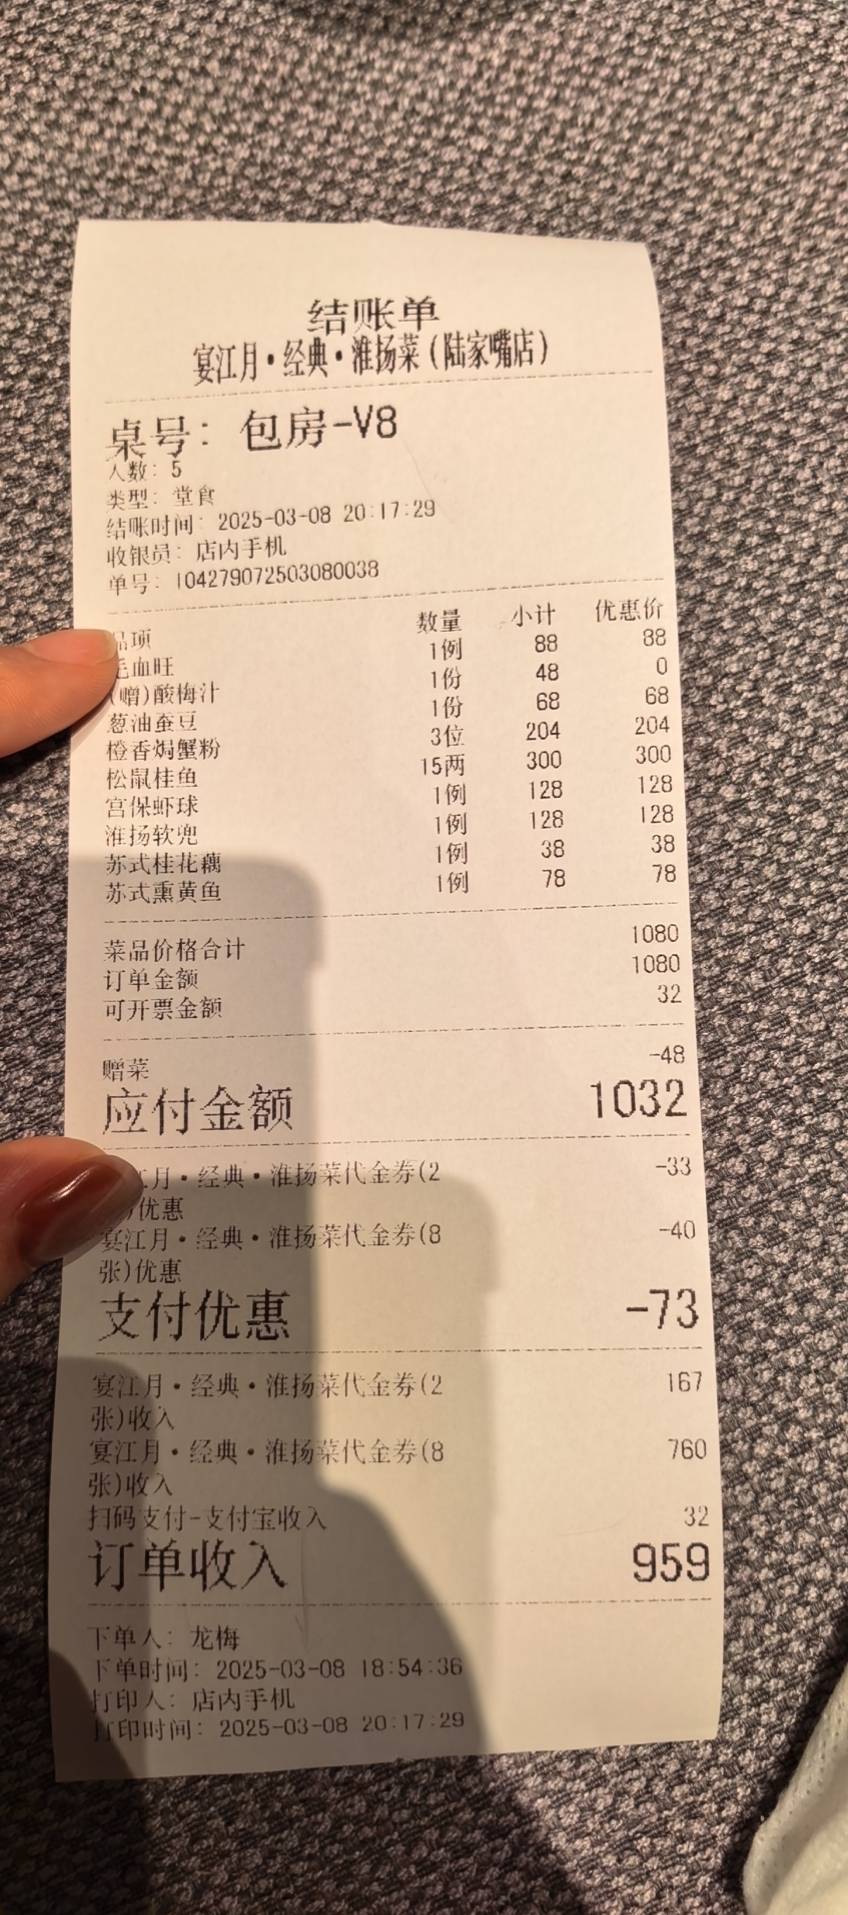 结账单
宴江月·经典·淮扬菜(陆家嘴店)
桌号: 包房-V8
人数: 5
类型: 堂食
结账时间: 2025-03-08 20:17:29
收银员: 店内手机
单号: 104279072503080038
品项 数量 小计 优惠价
毛血旺 1例 88 88
(赠)酸梅汁 1份 48 0
葱油蚕豆 1份 68 68
橙香焗蟹粉 3位 204 204
松鼠桂鱼 15两 300 300
宫保虾球 1例 128 128
淮扬软兜 1例 128 128
苏式桂花藕 1例 38 38
苏式熏黄鱼 1例 78 78
菜品价格合计 1080
订单金额 1080
可开票金额 32
赠菜 -48
应付金额 1032
江月·经典·淮扬菜代金券(2 -33
)优惠
宴江月·经典·淮扬菜代金券(8 -40
张)优惠
支付优惠 -73
宴江月·经典·淮扬菜代金券(2 167
张)收入
宴江月·经典·淮扬菜代金券(8 760
张)收入
扫码支付-支付宝收入 32
订单收入 959
下单人: 龙梅
下单时间: 2025-03-08 18:54:36
打印人: 店内手机
打印时间: 2025-03-08 20:17:29